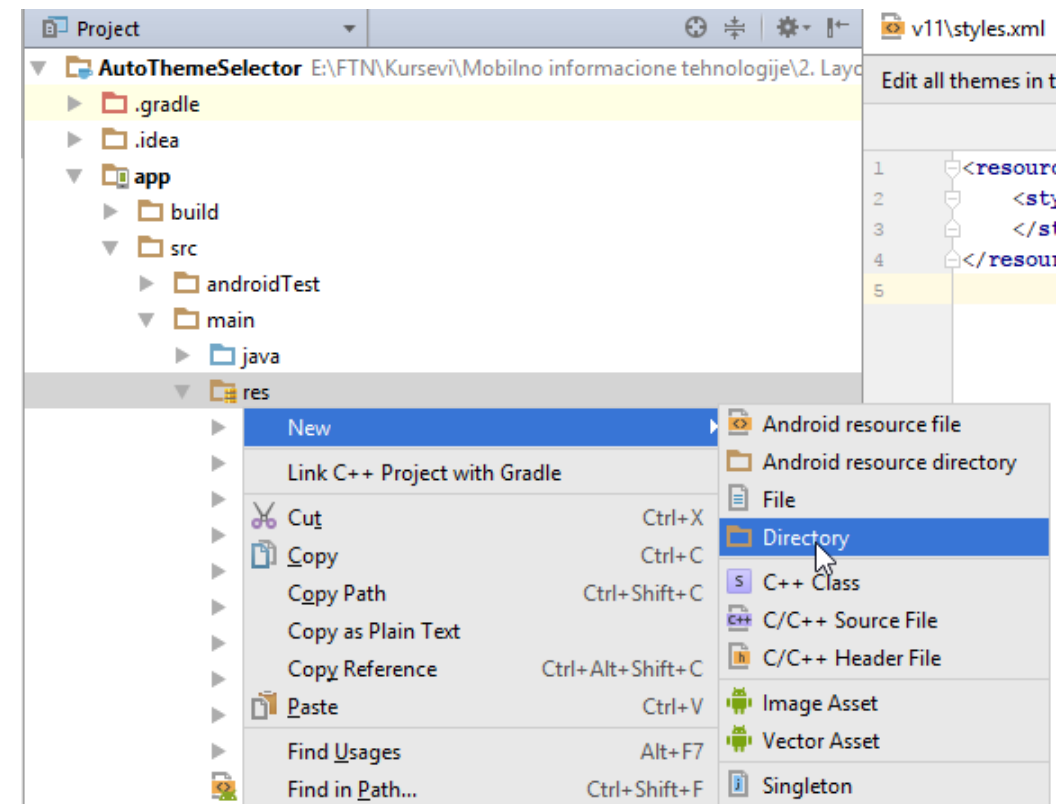 Project
v11\styles.xml
AutoThemeSelector E:\FTN\Kursevi\Mobilno informacione tehnologije\2. Layo
Edit all themes in t
.gradle
.idea
app
build
src
androidTest
main
java
res
1 <resourc
2 <sty
3 </st
4 </resour
5
New
Link C++ Project with Gradle
Cut Ctrl+X
Copy Ctrl+C
Copy Path Ctrl+Shift+C
Copy as Plain Text
Copy Reference Ctrl+Alt+Shift+C
Paste Ctrl+V
Find Usages Alt+F7
Find in Path... Ctrl+Shift+F
Android resource file
Android resource directory
File
Directory
C++ Class
C/C++ Source File
C/C++ Header File
Image Asset
Vector Asset
Singleton